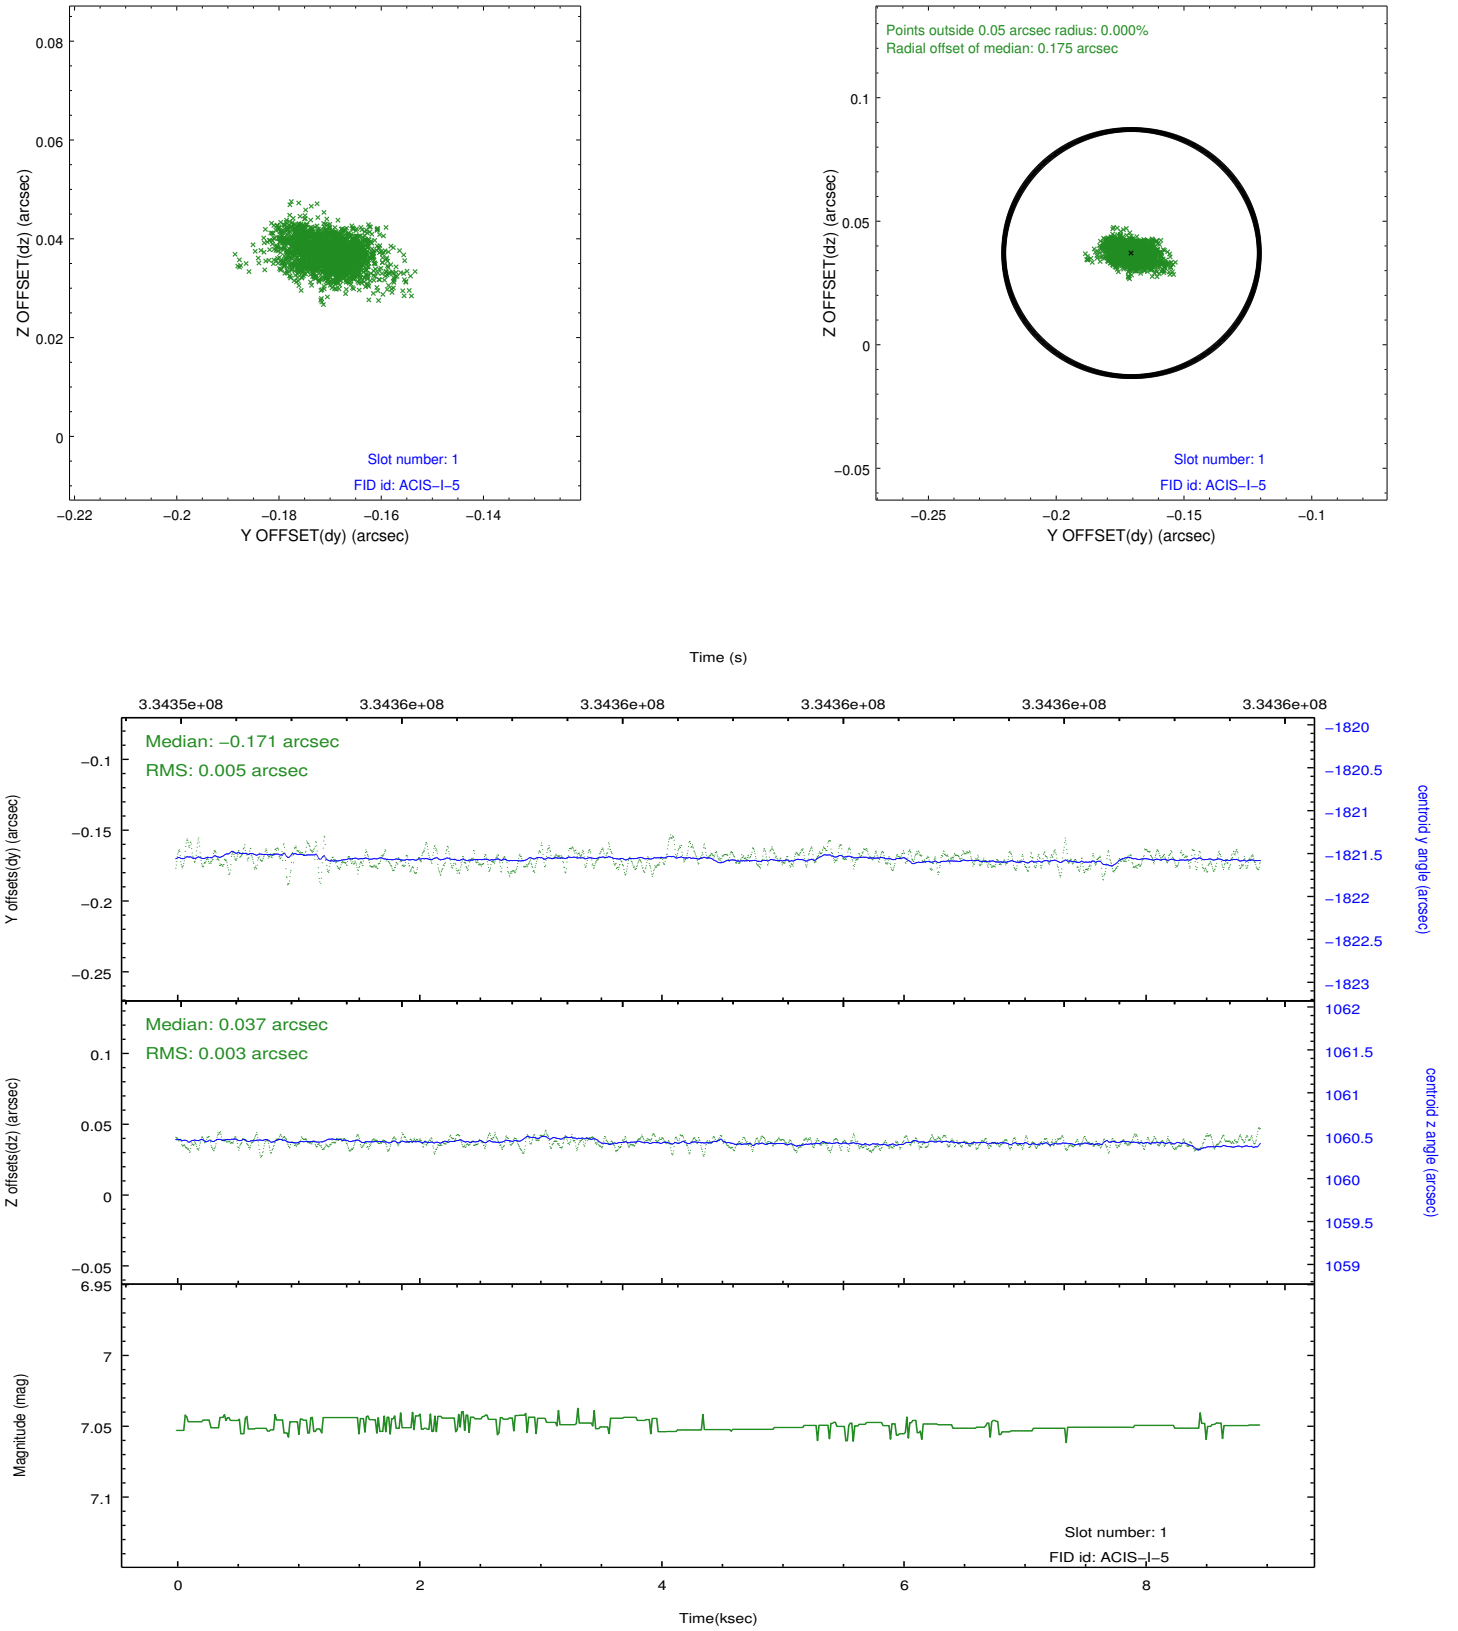 Z OFFSET(dz) (arcsec)
0.08
0.06
0.04
0.02
0
−0.22
−0.2
−0.18
−0.16
−0.14
Y OFFSET(dy) (arcsec)
Slot number: 1
FID id: ACIS−I−5
Points outside 0.05 arcsec radius: 0.000%
Radial offset of median: 0.175 arcsec
Z OFFSET(dz) (arcsec)
0.1
0.05
0
−0.05
−0.25
−0.2
−0.15
−0.1
Y OFFSET(dy) (arcsec)
Slot number: 1
FID id: ACIS−I−5
Time (s)
3.3435e+08
3.3436e+08
3.3436e+08
3.3436e+08
3.3436e+08
3.3436e+08
Median: −0.171 arcsec
RMS: 0.005 arcsec
Y offsets(dy) (arcsec)
−0.1
−0.15
−0.2
−0.25
−1820
−1820.5
−1821
−1821.5
−1822
−1822.5
−1823
centroid y angle (arcsec)
Median: 0.037 arcsec
RMS: 0.003 arcsec
Z offsets(dz) (arcsec)
0.1
0.05
0
−0.05
1062
1061.5
1061
1060.5
1060
1059.5
1059
centroid z angle (arcsec)
Magnitude (mag)
6.95
7
7.05
7.1
Slot number: 1
FID id: ACIS−I−5
0
2
4
6
8
Time(ksec)